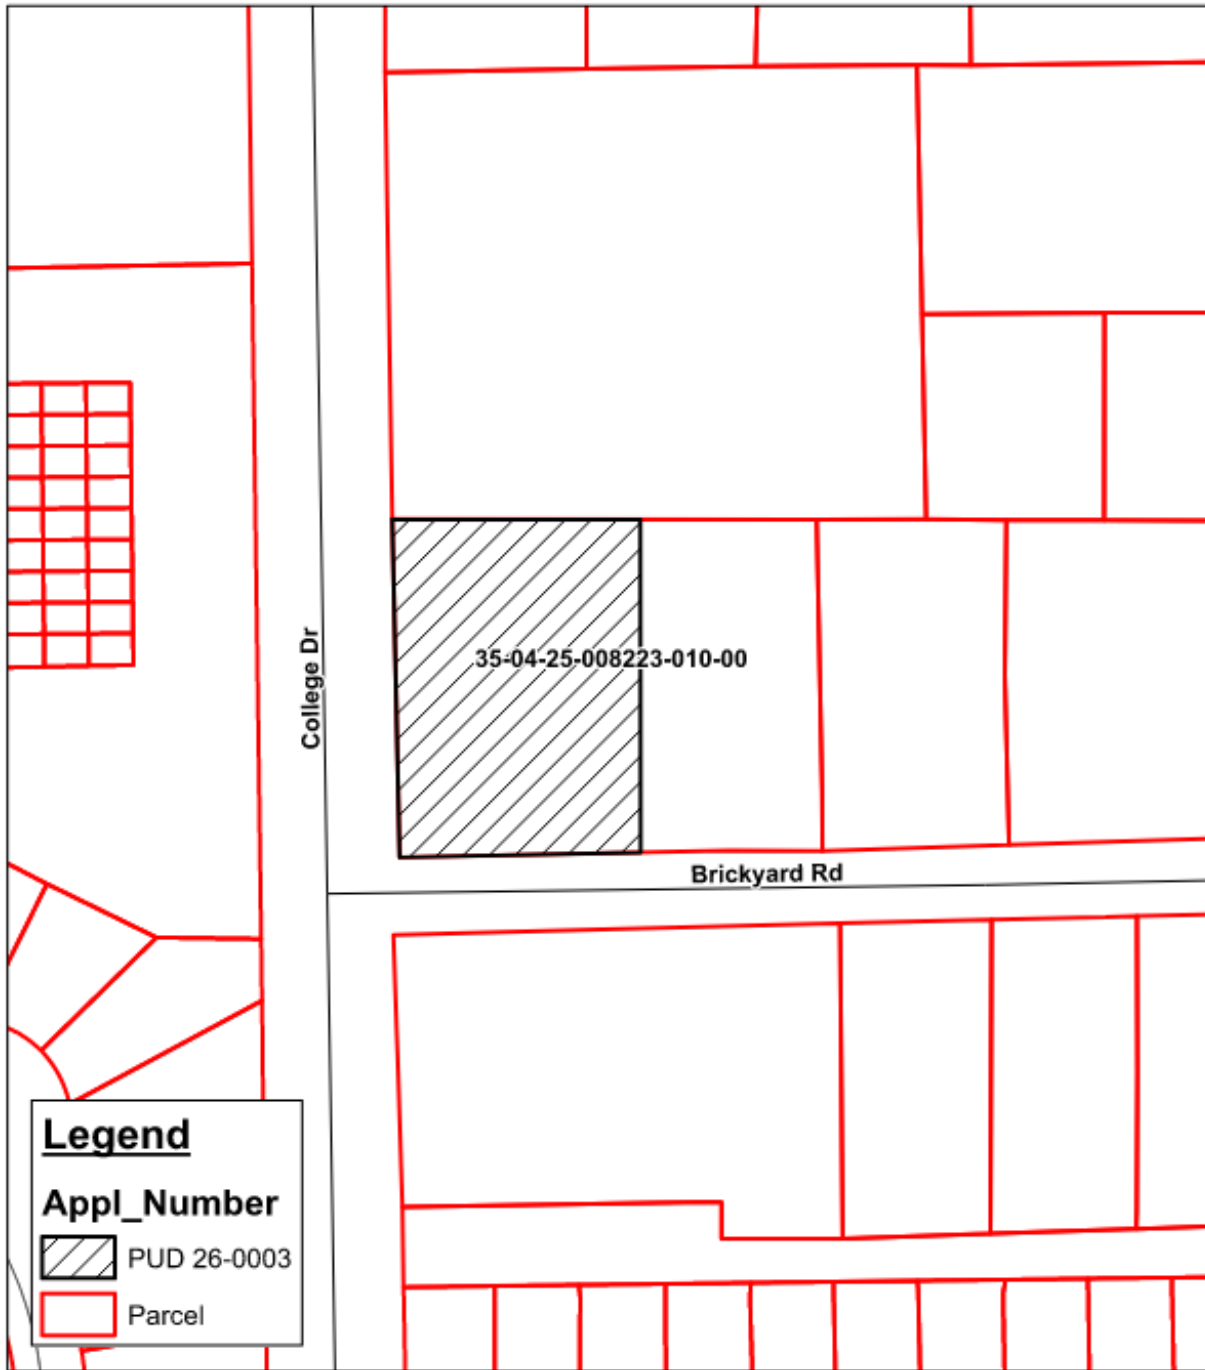 35-04-25-008223-010-00
College Dr
Brickyard Rd
Legend
Appl_Number
PUD 26-0003
Parcel